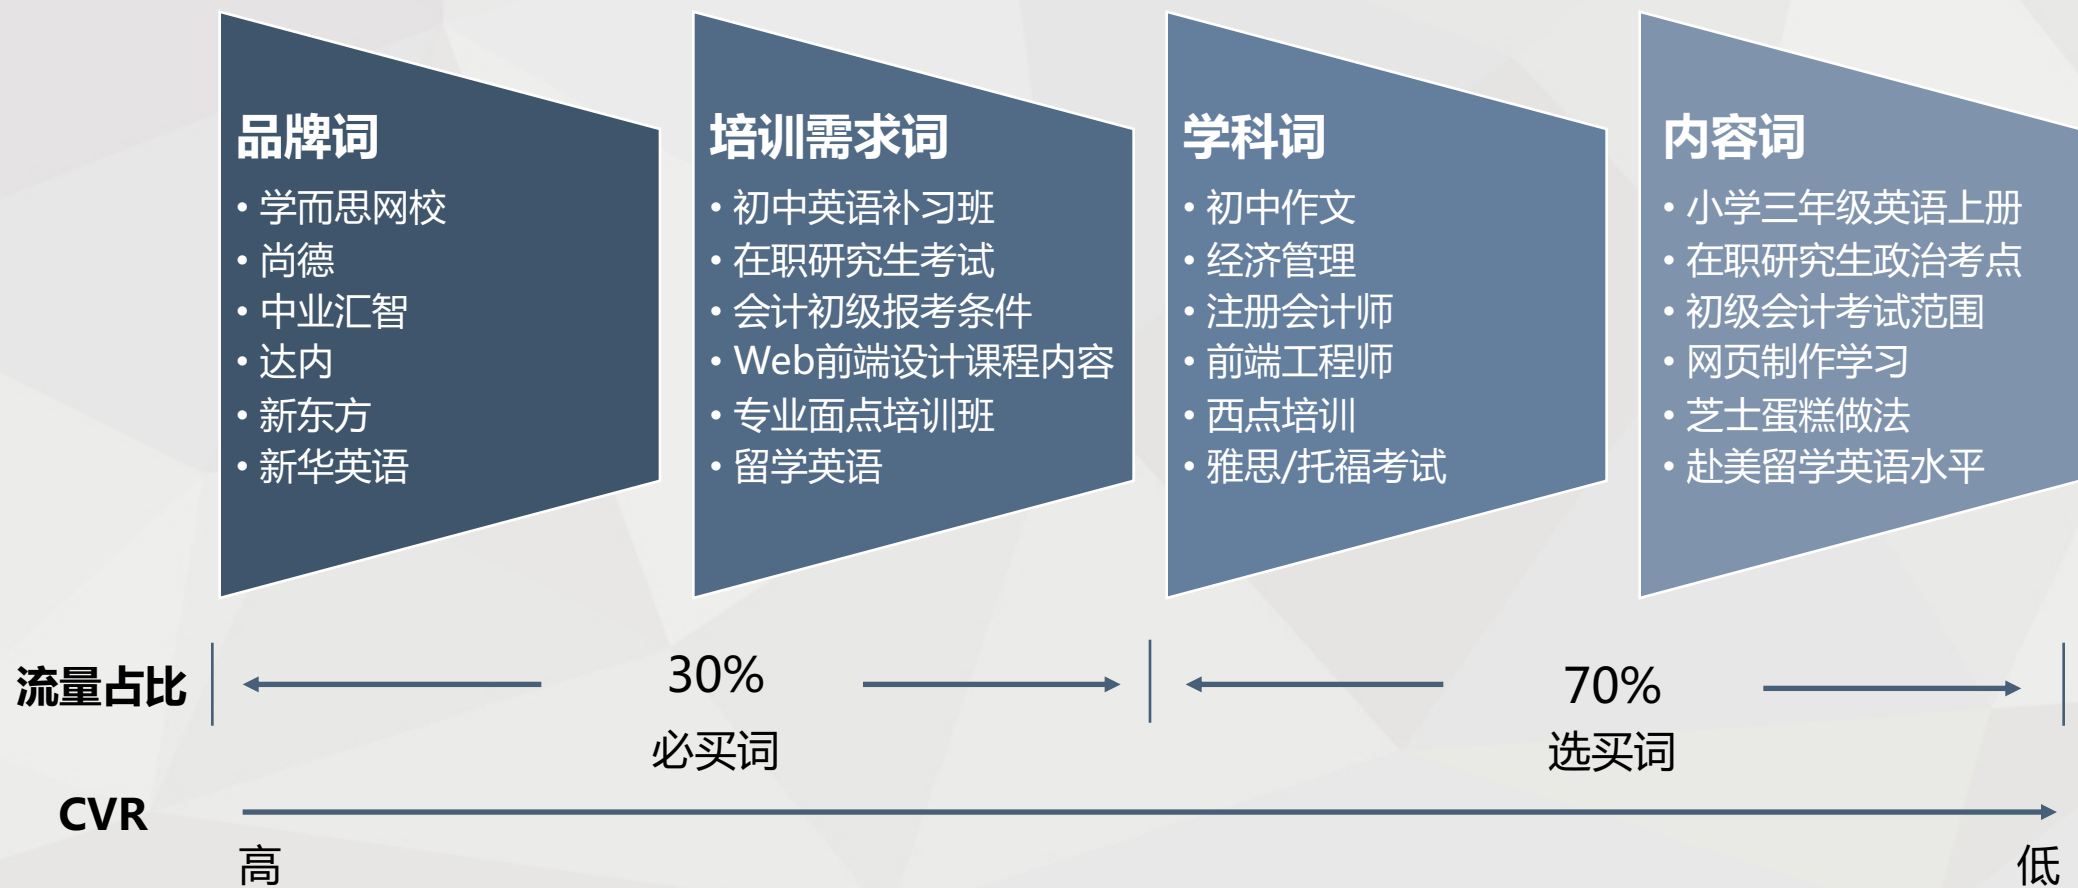 品牌词
• 学而思网校
• 尚德
• 中业汇智
• 达内
• 新东方
• 新华英语
培训需求词
• 初中英语补习班
• 在职研究生考试
• 会计初级报考条件
• Web前端设计课程内容
• 专业面点培训班
• 留学英语
学科词
• 初中作文
• 经济管理
• 注册会计师
• 前端工程师
• 西点培训
• 雅思/托福考试
内容词
• 小学三年级英语上册
• 在职研究生政治考点
• 初级会计考试范围
• 网页制作学习
• 芝士蛋糕做法
• 赴美留学英语水平
流量占比
30%
必买词
70%
选买词
CVR
高
低